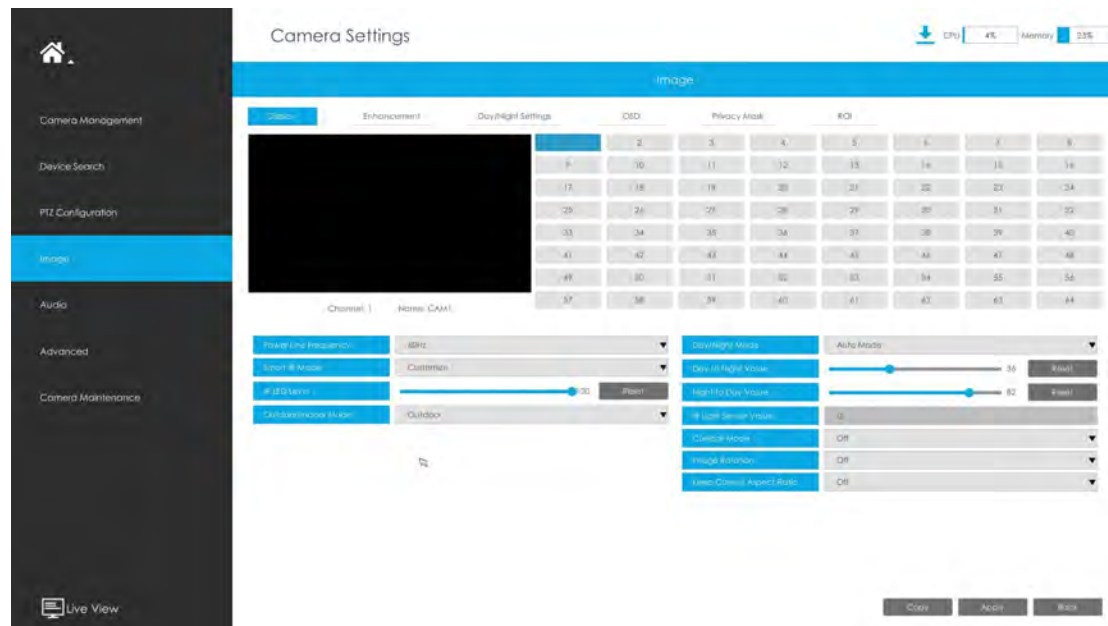 Camera Settings
CPU 4% Memory 25%
Image
Camera Management
Device Search
PTZ Configuration
Image
Audio
Advanced
Camera Maintenance
Live View
Display Enhancement Day/Night Settings OSD Privacy Mask ROI
2 3 4 5 6 7 8
9 10 11 12 13 14 15 16
17 18 19 20 21 22 23 24
25 26 27 28 29 30 31 32
33 34 35 36 37 38 39 40
41 42 43 44 45 46 47 48
49 50 51 52 53 54 55 56
57 58 59 60 61 62 63 64
Channel: 1 Name: CAM1
Power Line Frequency 60Hz
Smart IR Mode Customize
IR LED Level 30 Reset
Outdoor/Indoor Mode Outdoor
Day/Night Mode Auto Mode
Day to Night Value 36 Reset
Night to Day Value 82 Reset
Light Sensor Value 0
Corridor Mode Off
Image Rotation Off
Keep Correct Aspect Ratio Off
Copy Apply Back